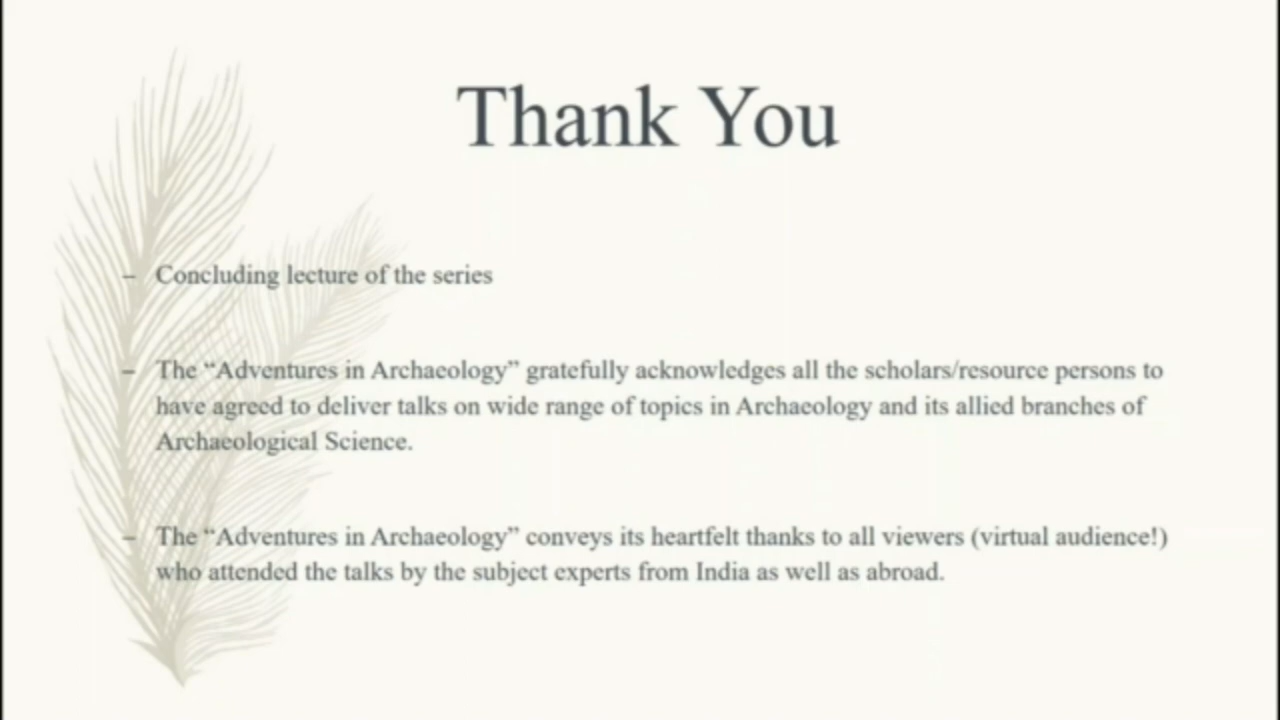 Thank You
– Concluding lecture of the series
– The “Adventures in Archaeology” gratefully acknowledges all the scholars/resource persons to
have agreed to deliver talks on wide range of topics in Archaeology and its allied branches of
Archaeological Science.
– The “Adventures in Archaeology” conveys its heartfelt thanks to all viewers (virtual audience!)
who attended the talks by the subject experts from India as well as abroad.